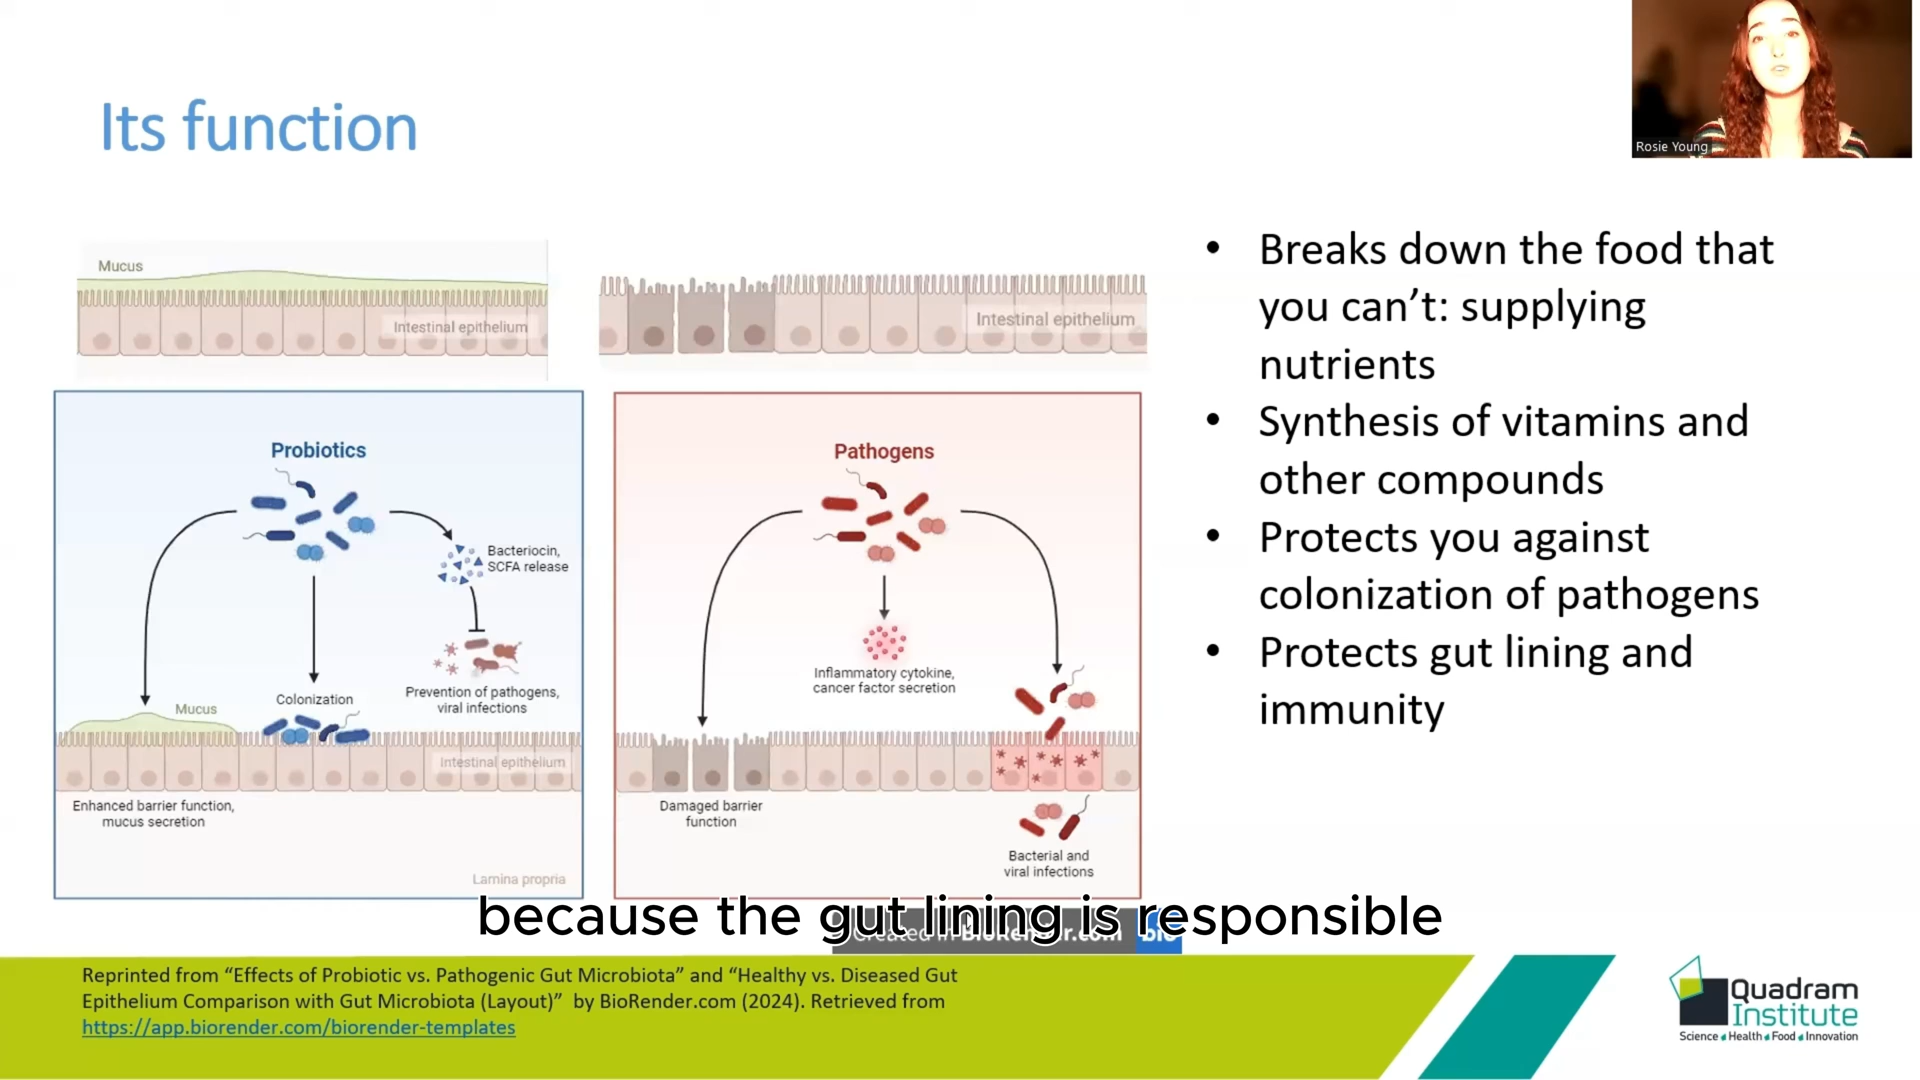 Its function
Rosie Young
Mucus
Intestinal epithelium
Intestinal epithelium
Probiotics
Bacteriocin,
SCFA release
Colonization
Prevention of pathogens,
viral infections
Mucus
Intestinal epithelium
Enhanced barrier function,
mucus secretion
Lamina propria
Pathogens
Inflammatory cytokine,
cancer factor secretion
Damaged barrier
function
Bacterial and
viral infections
• Breaks down the food that
you can’t: supplying
nutrients
• Synthesis of vitamins and
other compounds
• Protects you against
colonization of pathogens
• Protects gut lining and
immunity
because the gut lining is responsible
Created in BioRender.com bio
Reprinted from “Effects of Probiotic vs. Pathogenic Gut Microbiota” and “Healthy vs. Diseased Gut
Epithelium Comparison with Gut Microbiota (Layout)” by BioRender.com (2024). Retrieved from
https://app.biorender.com/biorender-templates
Quadram
Institute
Science • Health • Food • Innovation